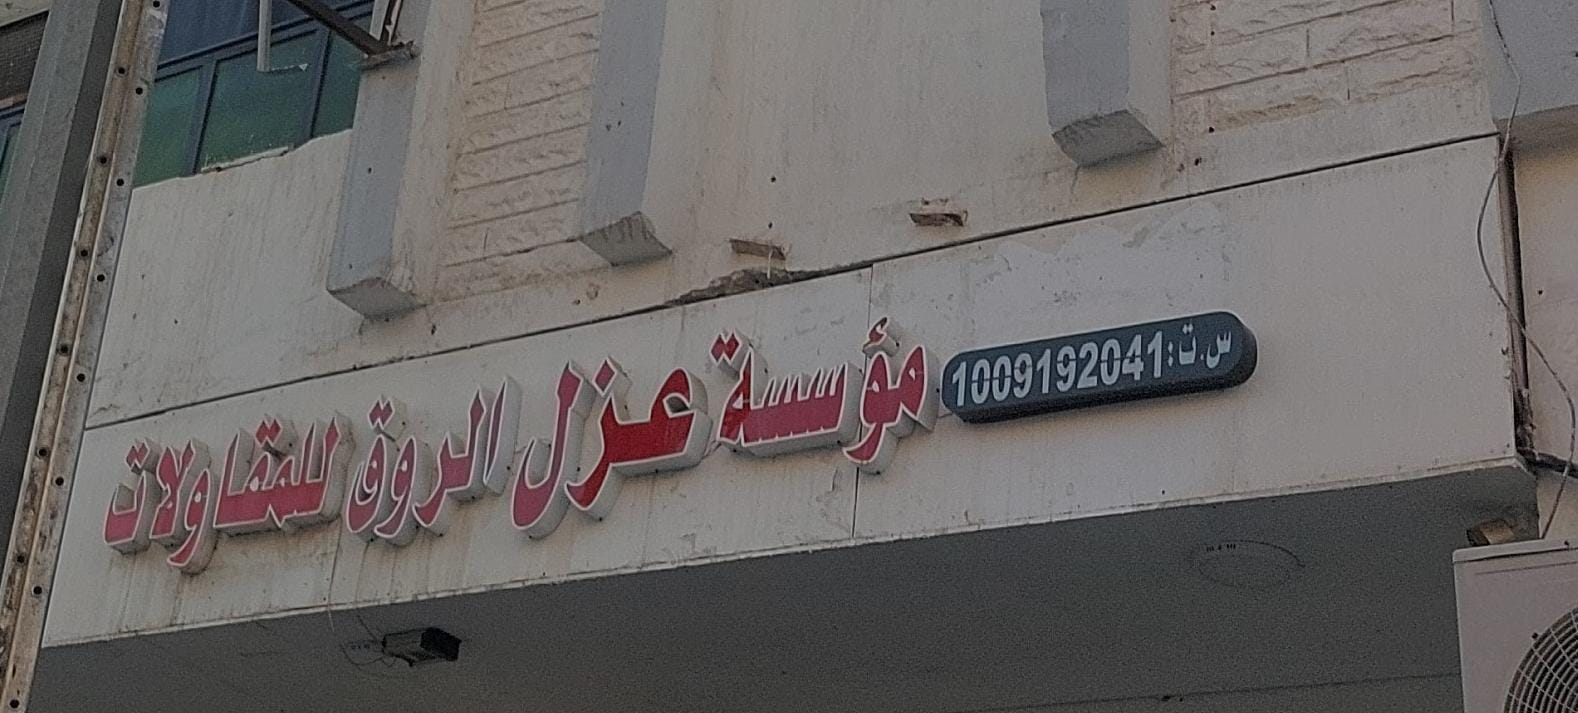 مؤسسة عزل الروق للمقاولات
س.ت: 1009192041